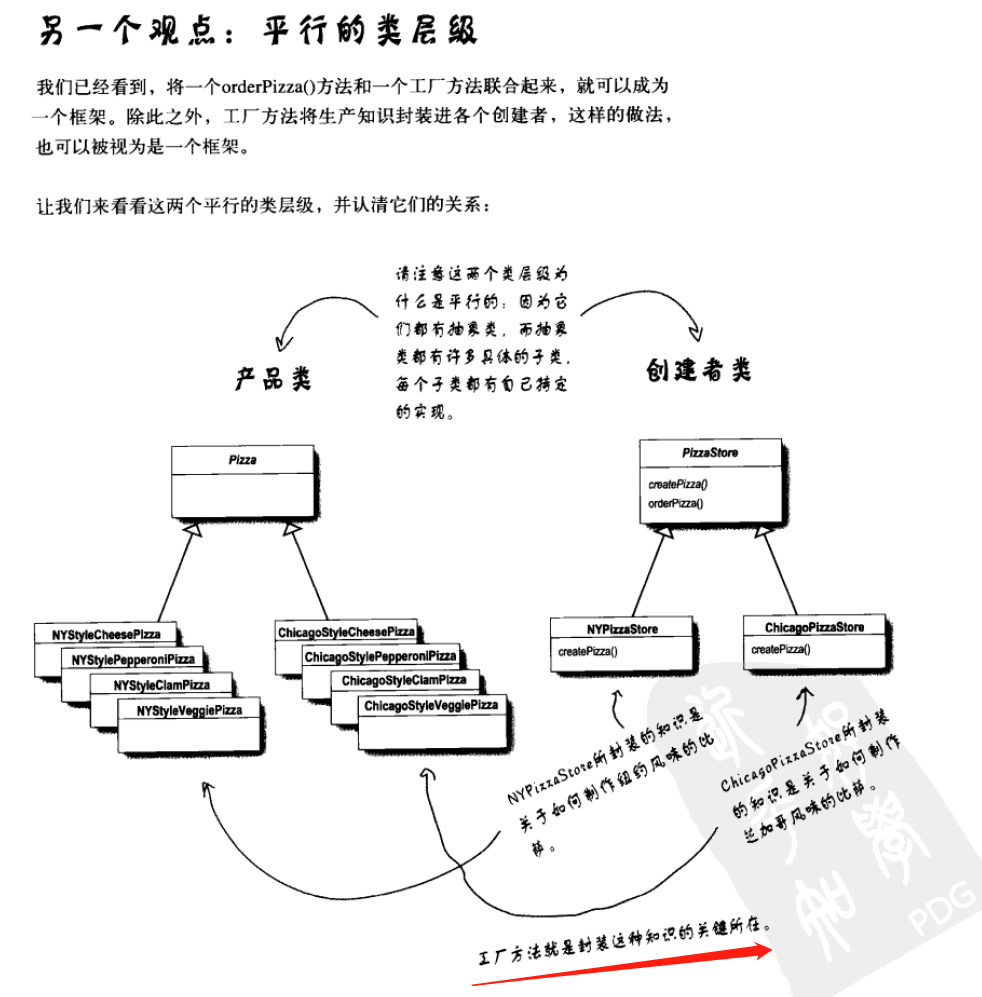 另一个观点：平行的类层级
我们已经看到，将一个orderPizza()方法和一个工厂方法联合起来，就可以成为
一个框架。除此之外，工厂方法将生产知识封装进各个创建者，这样的做法，
也可以被视为是一个框架。
让我们来看看这两个平行的类层级，并认清它们的关系：
请注意这两个类层级为
什么是平行的：因为它
们都有抽象类，而抽象
类都有许多具体的子类，
每个子类都有自己特定
的实现。
产品类
创建者类
Pizza
PizzaStore
createPizza()
orderPizza()
NYStyleCheesePizza
NYStylePepperoniPizza
NYStyleClamPizza
NYStyleVeggiePizza
ChicagoStyleCheesePizza
ChicagoStylePepperoniPizza
ChicagoStyleClamPizza
ChicagoStyleVeggiePizza
NYPizzaStore
createPizza()
ChicagoPizzaStore
createPizza()
NYPizzaStore所封装的知识是
关于如何制作纽约风味的比
萨。
ChicagoPizzaStore所封装
的知识是关于如何制作
芝加哥风味的比萨。
工厂方法就是封装这种知识的关键所在。
PDG